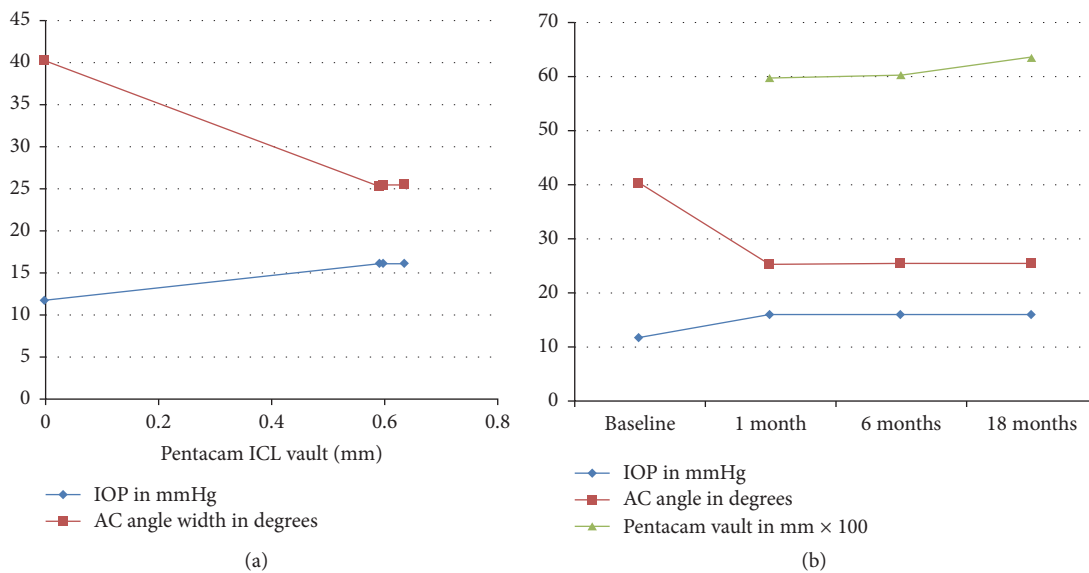 45
40
35
30
25
20
15
10
5
0
0 0.2 0.4 0.6 0.8
Pentacam ICL vault (mm)
IOP in mmHg
AC angle width in degrees
(a)
70
60
50
40
30
20
10
0
Baseline 1 month 6 months 18 months
IOP in mmHg
AC angle in degrees
Pentacam vault in mm × 100
(b)